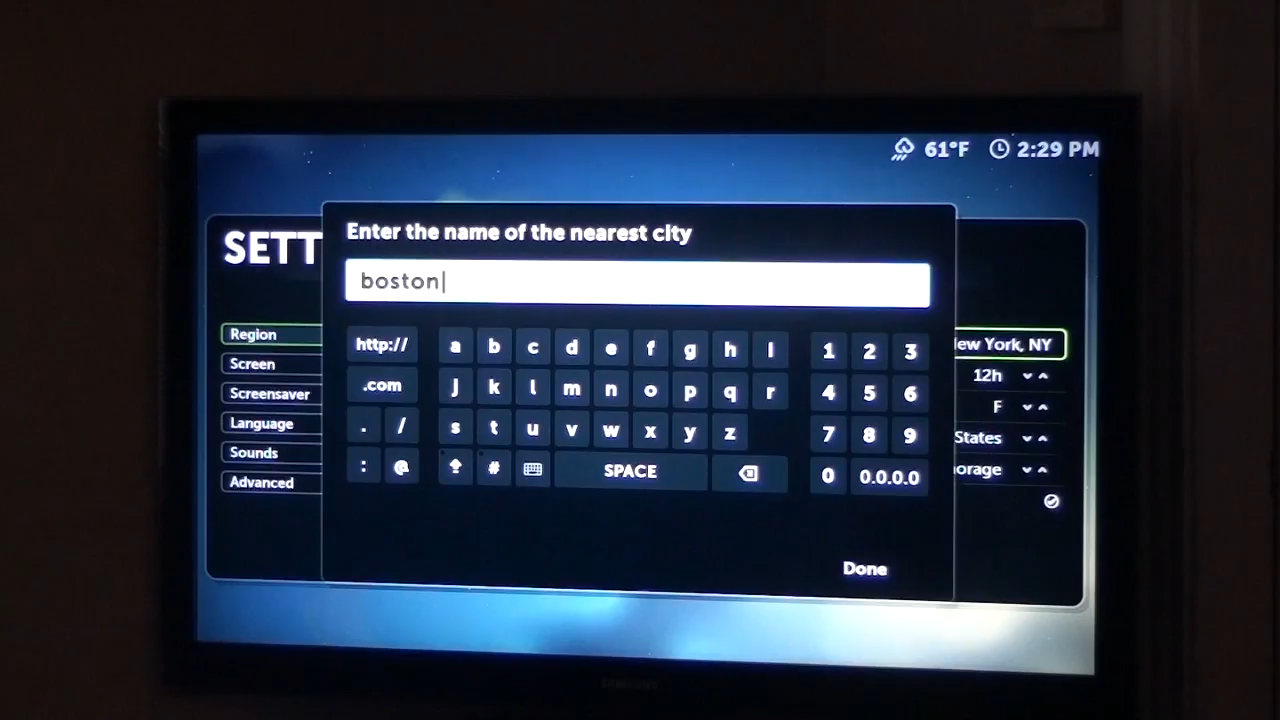 61°F 2:29 PM
SETT
Enter the name of the nearest city
boston
Region
Screen
Screensaver
Language
Sounds
Advanced
http:// a b c d e f g h i 1 2 3
.com j k l m n o p q r 4 5 6
. / s t u v w x y z 7 8 9
: @ # SPACE 0 0.0.0.0
Done
ew York, NY
12h
F
States
orage
SAMSUNG